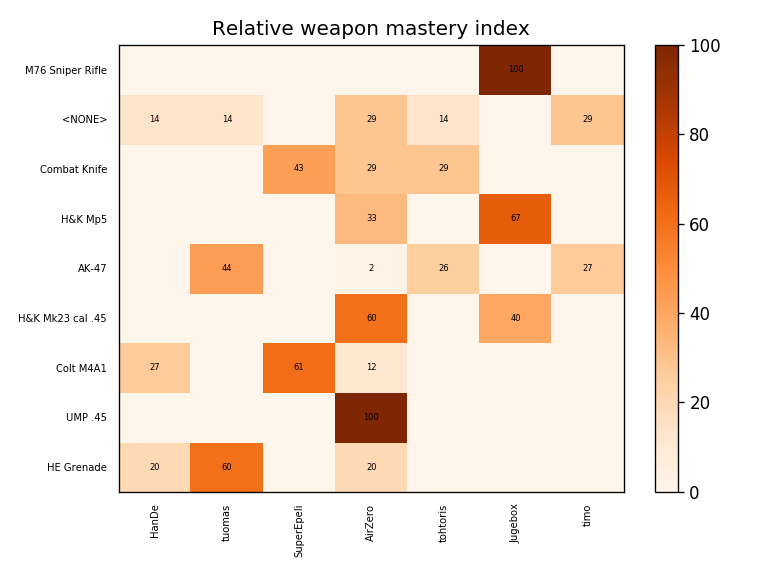 Relative weapon mastery index
M76 Sniper Rifle 100
<NONE> 14 14 29 14 29
Combat Knife 43 29 29
H&K Mp5 33 67
AK-47 44 2 26 27
H&K Mk23 cal .45 60 40
Colt M4A1 27 61 12
UMP .45 100
HE Grenade 20 60 20
HanDe tuomas SuperEpeli AirZero tohtoris Jugebox timo
100
80
60
40
20
0